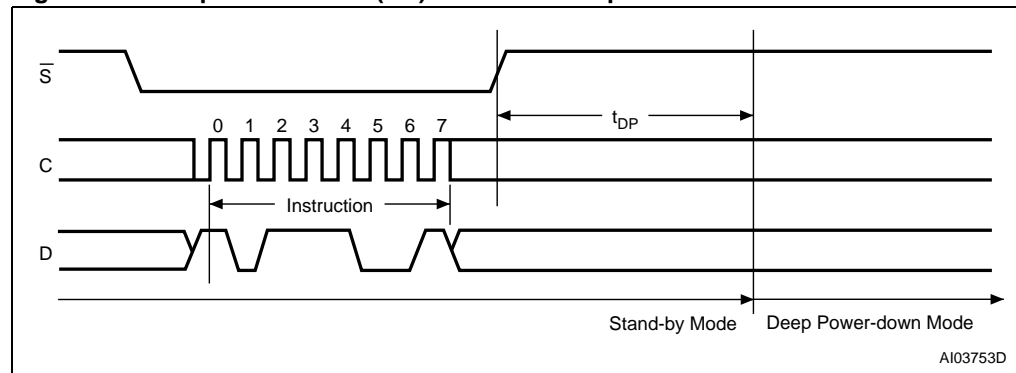 S
tDP
0 1 2 3 4 5 6 7
C
Instruction
D
Stand-by Mode Deep Power-down Mode
AI03753D